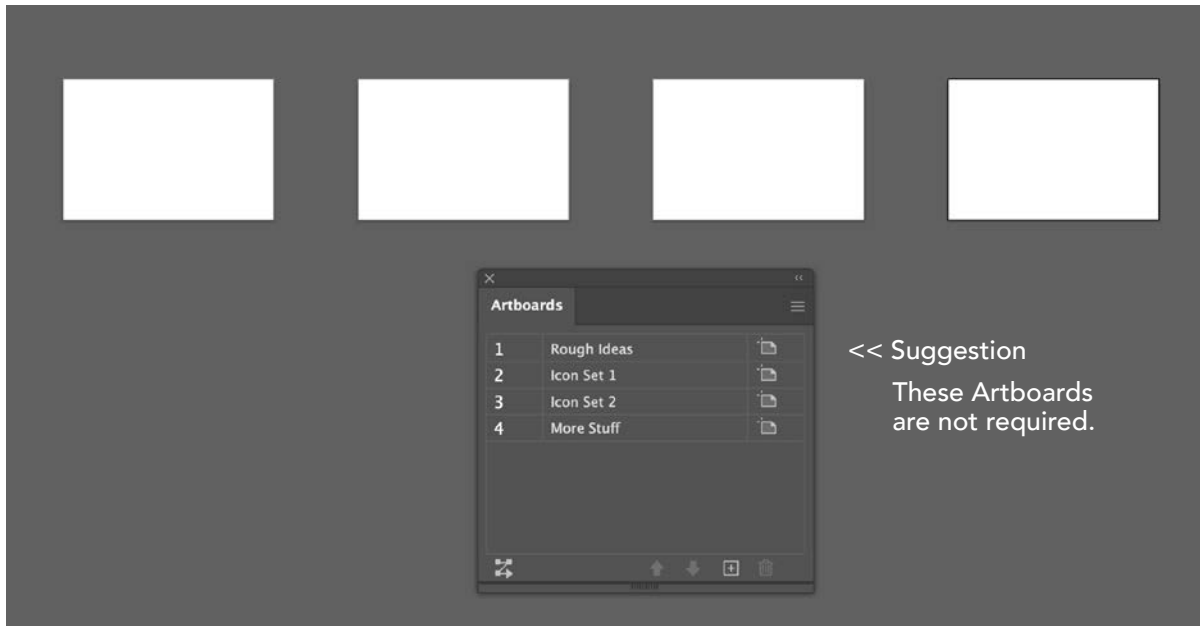 Artboards
1 Rough Ideas
2 Icon Set 1
3 Icon Set 2
4 More Stuff
<< Suggestion
These Artboards
are not required.